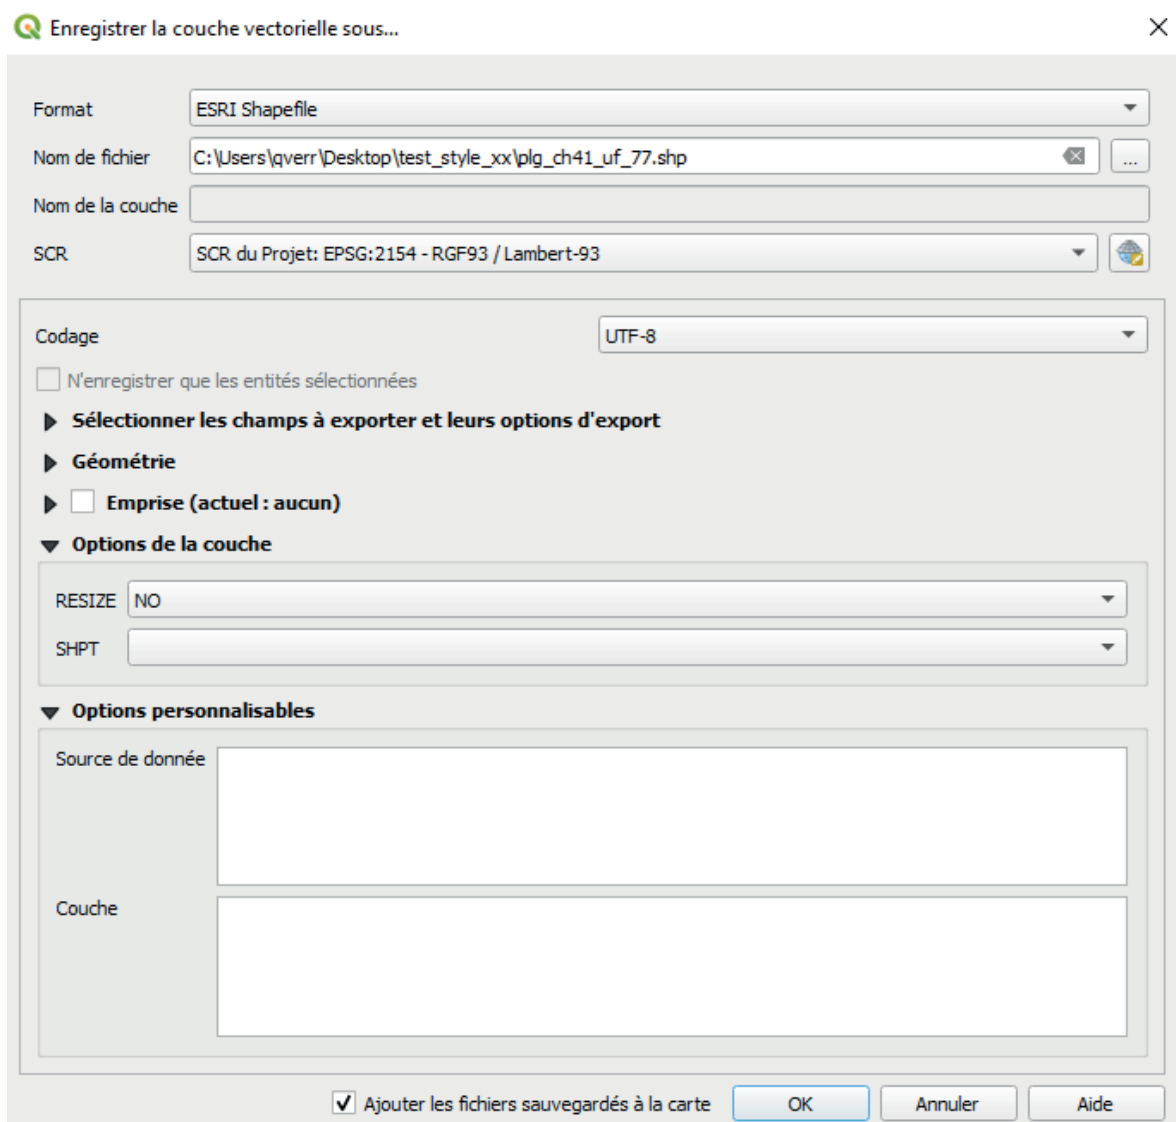 Enregistrer la couche vectorielle sous...
Format ESRI Shapefile
Nom de fichier C:\Users\qverr\Desktop\test_style_xx\plg_ch41_uf_77.shp ...
Nom de la couche
SCR SCR du Projet: EPSG:2154 - RGF93 / Lambert-93
Codage UTF-8
N'enregistrer que les entités sélectionnées
Sélectionner les champs à exporter et leurs options d'export
Géométrie
Emprise (actuel : aucun)
Options de la couche
RESIZE NO
SHPT
Options personnalisables
Source de donnée
Couche
Ajouter les fichiers sauvegardés à la carte OK Annuler Aide